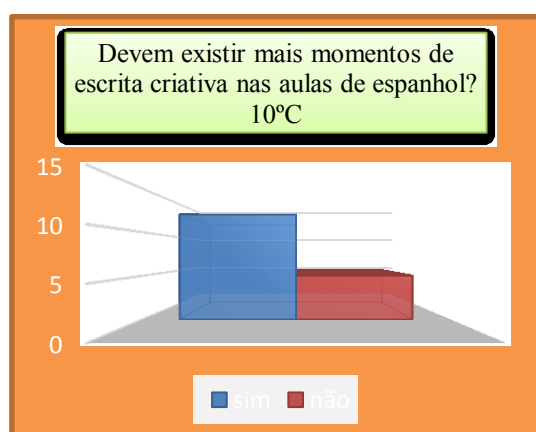 Devem existir mais momentos de
escrita criativa nas aulas de espanhol?
10ºC
15
10
5
0
sim não